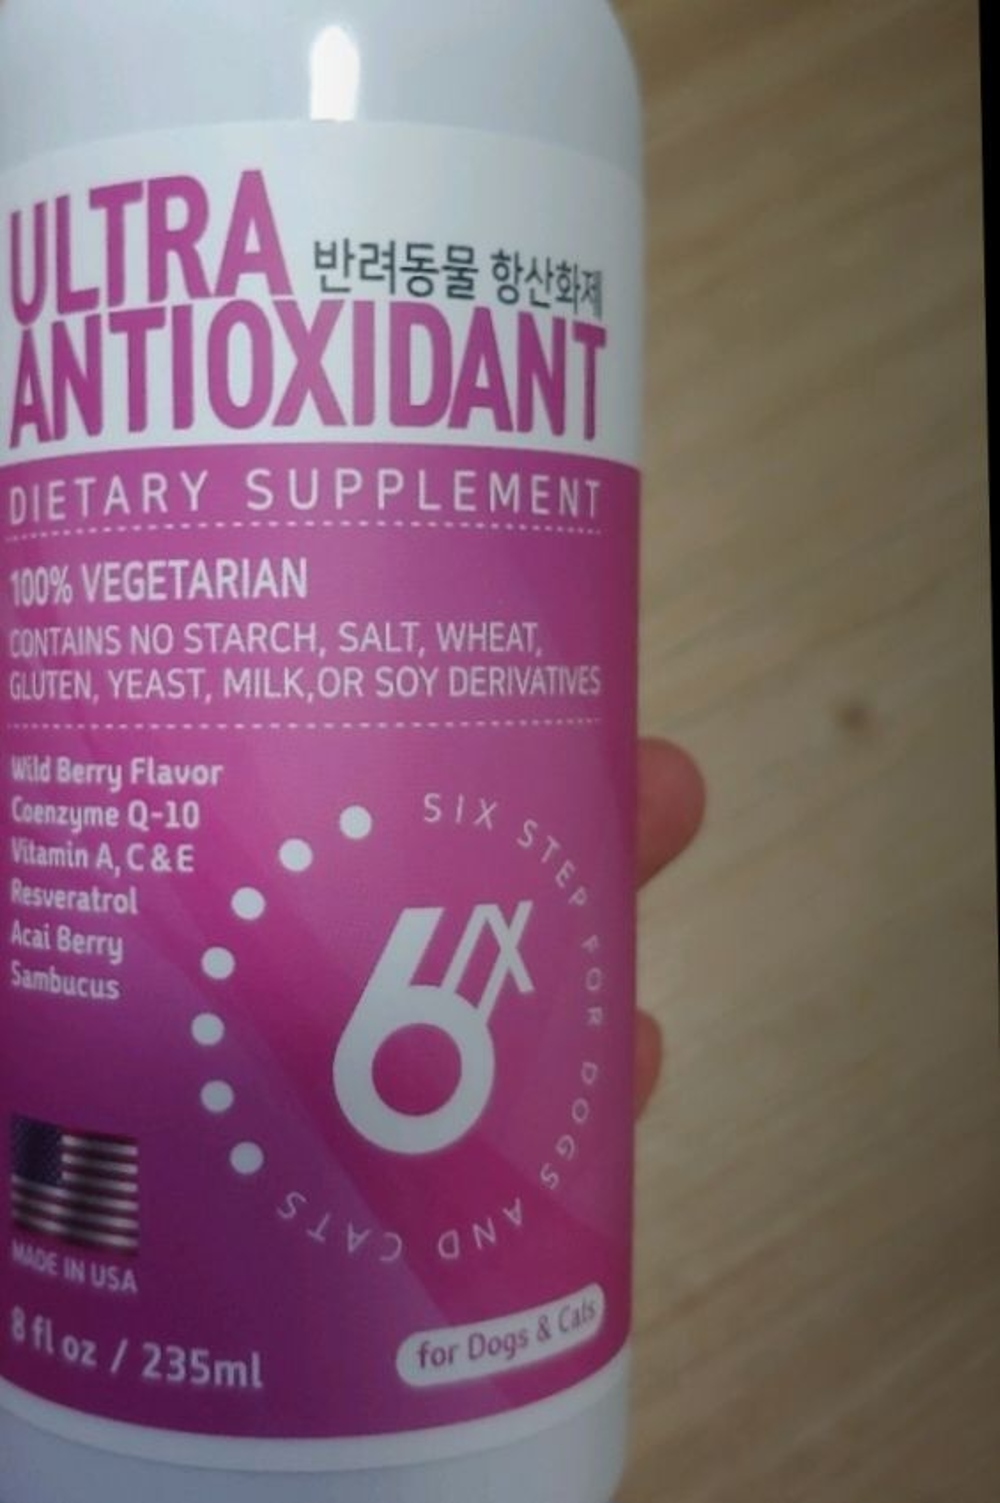 ULTRA
반려동물 항산화제
ANTIOXIDANT
DIETARY SUPPLEMENT
100% VEGETARIAN
CONTAINS NO STARCH, SALT, WHEAT,
GLUTEN, YEAST, MILK,OR SOY DERIVATIVES
Wild Berry Flavor
Coenzyme Q-10
Vitamin A, C & E
Resveratrol
Acai Berry
Sambucus
SIX STEP FOR DOGS AND CATS
6X
MADE IN USA
8 fl oz / 235ml
for Dogs & Cats